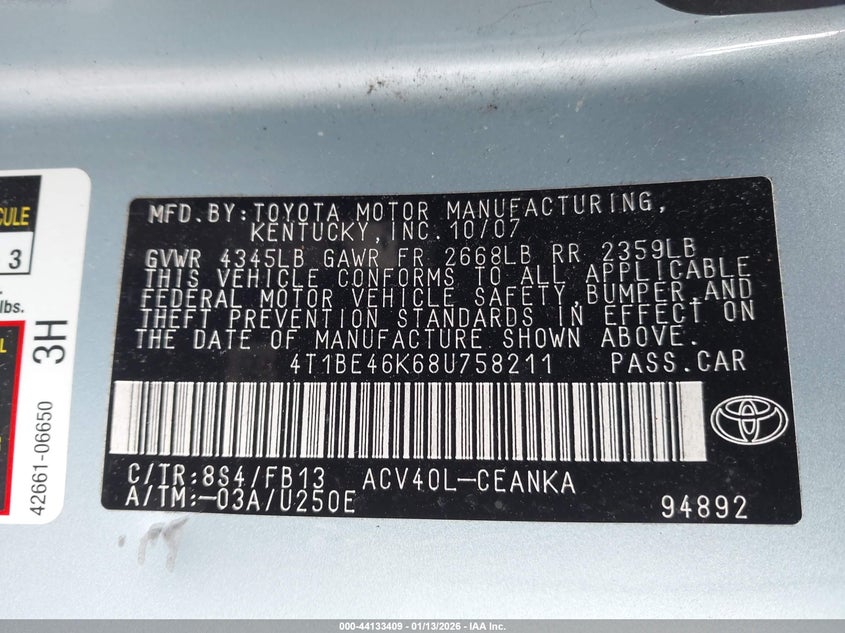 MFD. BY: TOYOTA MOTOR MANUFACTURING,
KENTUCKY, INC. 10/07
GVWR 4345LB GAWR FR 2668LB RR 2359LB
THIS VEHICLE CONFORMS TO ALL APPLICABLE
FEDERAL MOTOR VEHICLE SAFETY, BUMPER, AND
THEFT PREVENTION STANDARDS IN EFFECT ON
THE DATE OF MANUFACTURE SHOWN ABOVE.
4T1BE46K68U758211 PASS. CAR
C/TR: 8S4/FB13 ACV40L-CEANKA
A/TM: -03A/U250E 94892
3
lbs.
3H
42661-06650
000-44133409 - 01/13/2026 - IAA Inc.